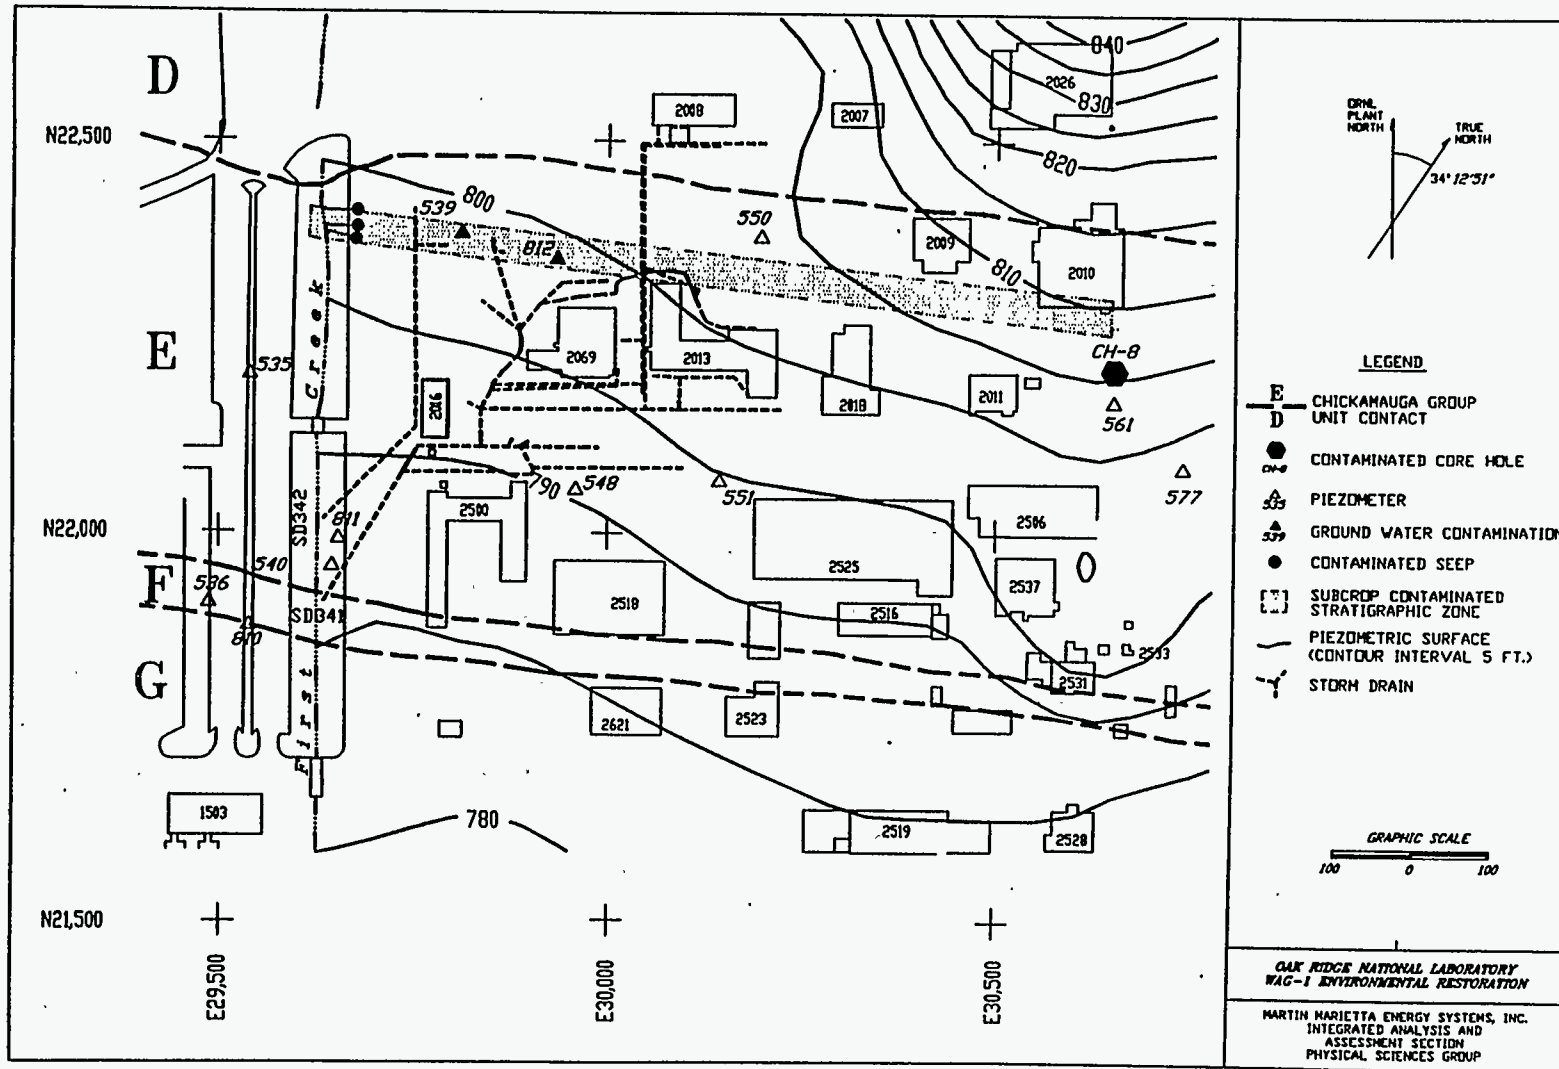 D
N22,500
2008
2007
840
2026
830
820
800
539
812
550
2009
810
2010
Creek
E
535
2069
2013
CH-8
2016
2018
2011
561
577
790
548
551
SD342
811
2500
2506
N22,000
540
F
536
2525
2537
2518
2516
SD341
810
2533
2531
G
First
2621
2523
1503
780
2519
2528
N21,500
E29,500
E30,000
E30,500
ORNL
PLANT
NORTH
TRUE
NORTH
34° 12'51"
LEGEND
E
D
CHICKAMAUGA GROUP
UNIT CONTACT
CH-8
CONTAMINATED CORE HOLE
535
PIEZOMETER
539
GROUND WATER CONTAMINATION
CONTAMINATED SEEP
SUBCROP CONTAMINATED
STRATIGRAPHIC ZONE
PIEZOMETRIC SURFACE
(CONTOUR INTERVAL 5 FT.)
STORM DRAIN
GRAPHIC SCALE
100 0 100
OAK RIDGE NATIONAL LABORATORY
WAG-1 ENVIRONMENTAL RESTORATION
MARTIN MARIETTA ENERGY SYSTEMS, INC.
INTEGRATED ANALYSIS AND
ASSESSMENT SECTION
PHYSICAL SCIENCES GROUP